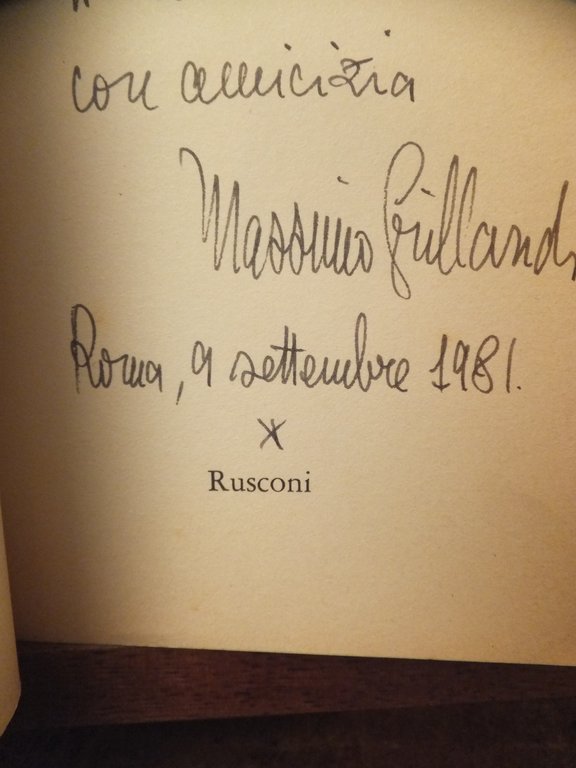 con amicizia
Massimo Grillandi
Roma, 9 settembre 1981.
Rusconi